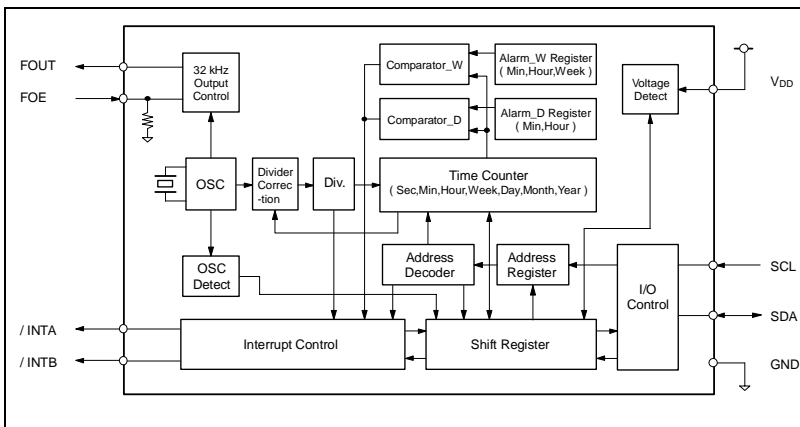 FOUT
FOE
32 kHz
Output
Control
Comparator_W
Alarm_W Register
( Min,Hour,Week )
Comparator_D
Alarm_D Register
( Min,Hour )
Voltage
Detect
VDD
OSC
Divider
Correc
-tion
Div.
Time Counter
( Sec,Min,Hour,Week,Day,Month,Year )
OSC
Detect
Address
Decoder
Address
Register
I/O
Control
SCL
SDA
/ INTA
/ INTB
Interrupt Control
Shift Register
GND